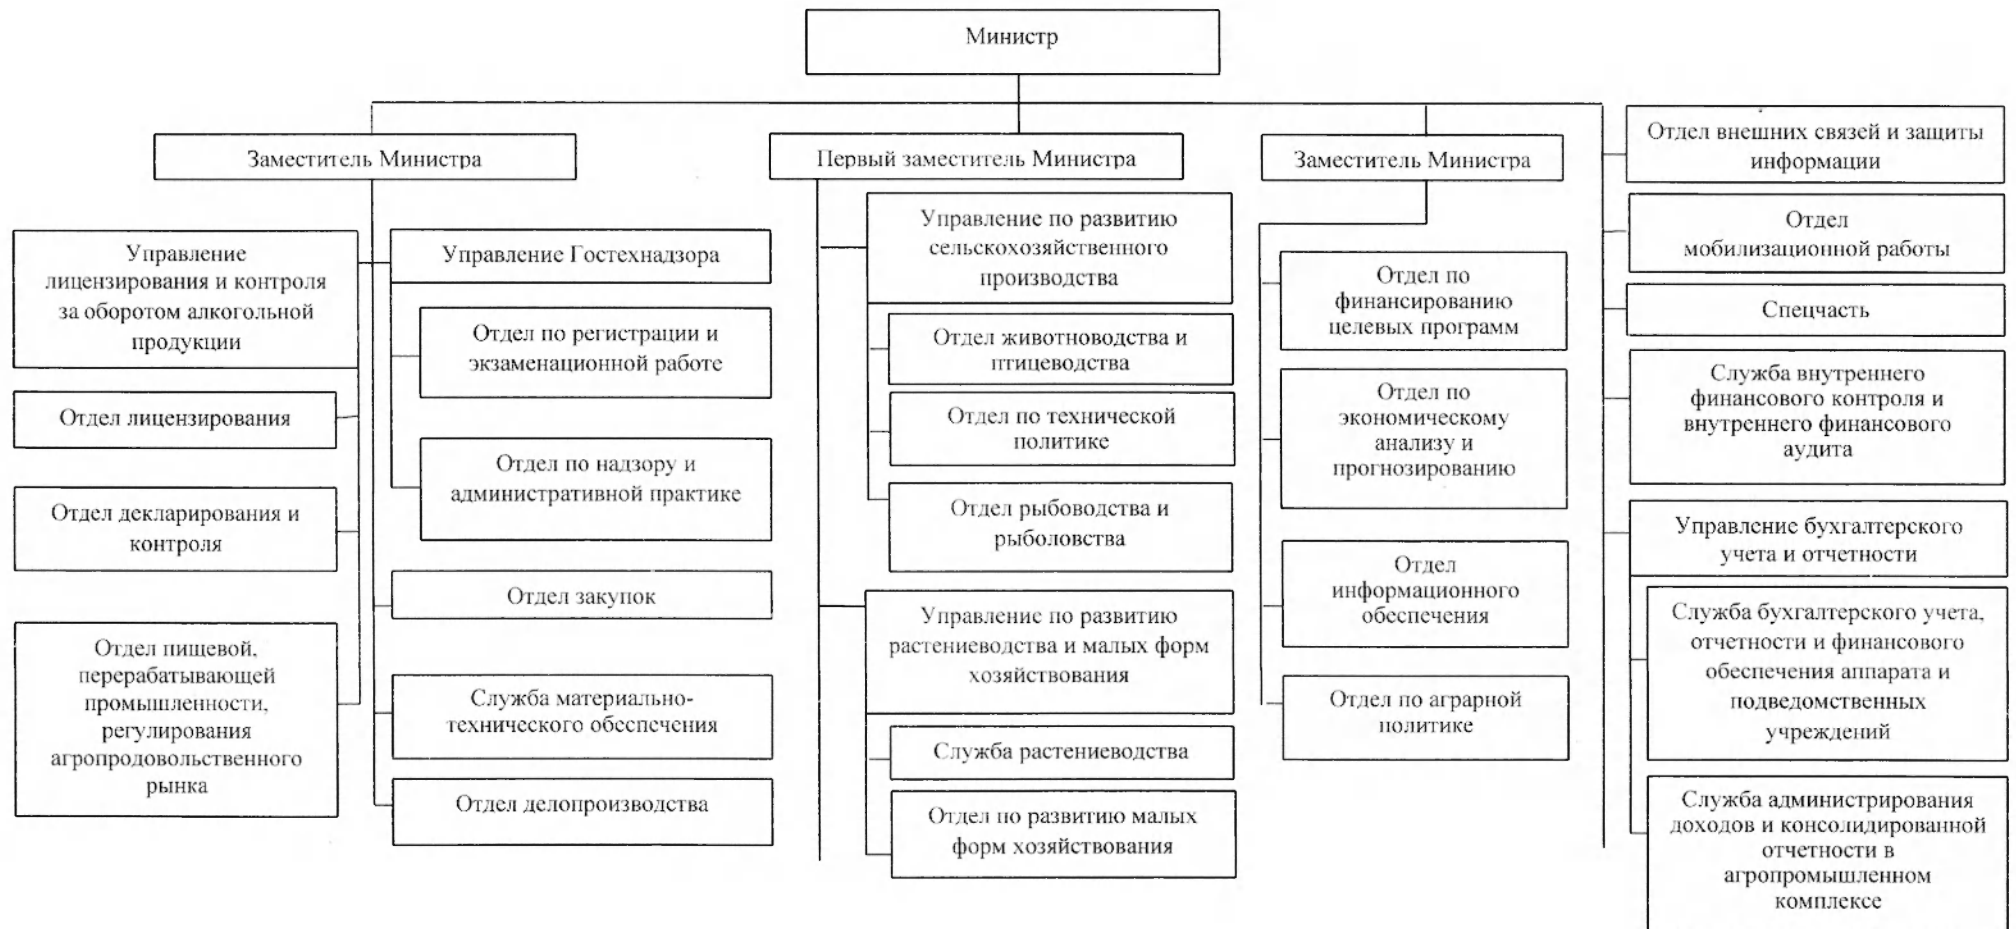 Министр
Заместитель Министра
Управление
лицензирования и контроля
за оборотом алкогольной
продукции
Отдел лицензирования
Отдел декларирования и
контроля
Отдел пищевой,
перерабатывающей
промышленности,
регулирования
агропродовольственного
рынка
Управление Гостехнадзора
Отдел по регистрации и
экзаменационной работе
Отдел по надзору и
административной практике
Отдел закупок
Служба материально-
технического обеспечения
Отдел делопроизводства
Первый заместитель Министра
Управление по развитию
сельскохозяйственного
производства
Отдел животноводства и
птицеводства
Отдел по технической
политике
Отдел рыбоводства и
рыболовства
Управление по развитию
растениеводства и малых форм
хозяйствования
Служба растениеводства
Отдел по развитию малых
форм хозяйствования
Заместитель Министра
Отдел по
финансированию
целевых программ
Отдел по
экономическому
анализу и
прогнозированию
Отдел
информационного
обеспечения
Отдел по аграрной
политике
Отдел внешних связей и защиты
информации
Отдел
мобилизационной работы
Спецчасть
Служба внутреннего
финансового контроля и
внутреннего финансового
аудита
Управление бухгалтерского
учета и отчетности
Служба бухгалтерского учета,
отчетности и финансового
обеспечения аппарата и
подведомственных
учреждений
Служба администрирования
доходов и консолидированной
отчетности в
агропромышленном
комплексе